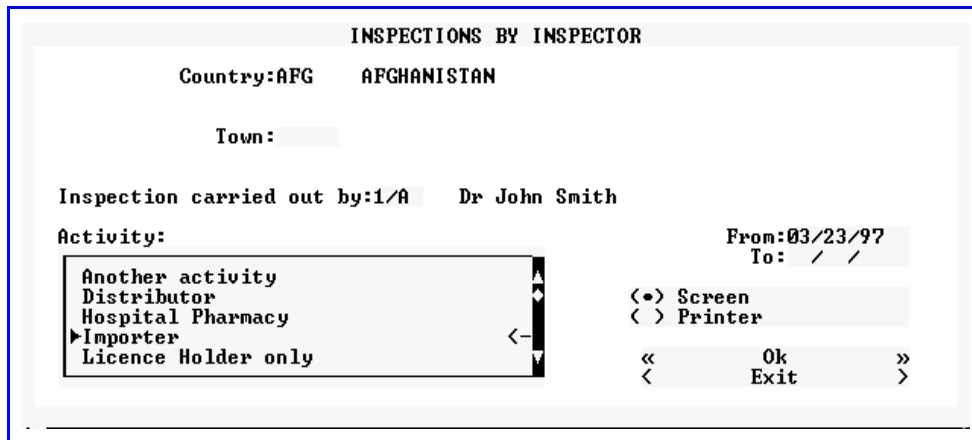 INSPECTIONS BY INSPECTOR
Country:AFG AFGHANISTAN
Town:
Inspection carried out by:1/A Dr John Smith
Activity:
Another activity
Distributor
Hospital Pharmacy
Importer <-
Licence Holder only
From:03/23/97
To: / /
(•) Screen
( ) Printer
« Ok »
< Exit >